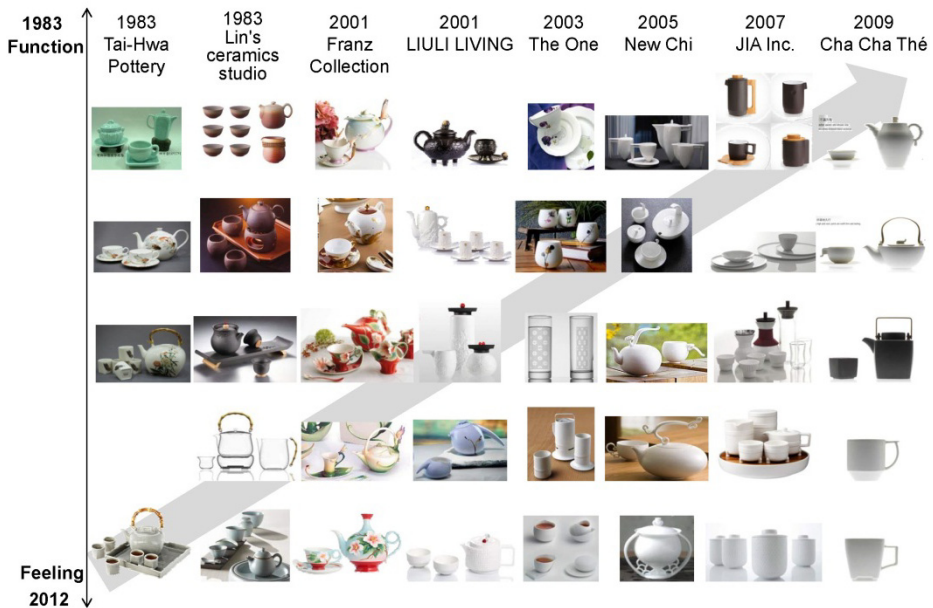 1983
Function
1983
Tai-Hwa
Pottery
1983
Lin's
ceramics
studio
2001
Franz
Collection
2001
LIULI LIVING
2003
The One
2005
New Chi
2007
JIA Inc.
2009
Cha Cha Thé
Feeling
2012